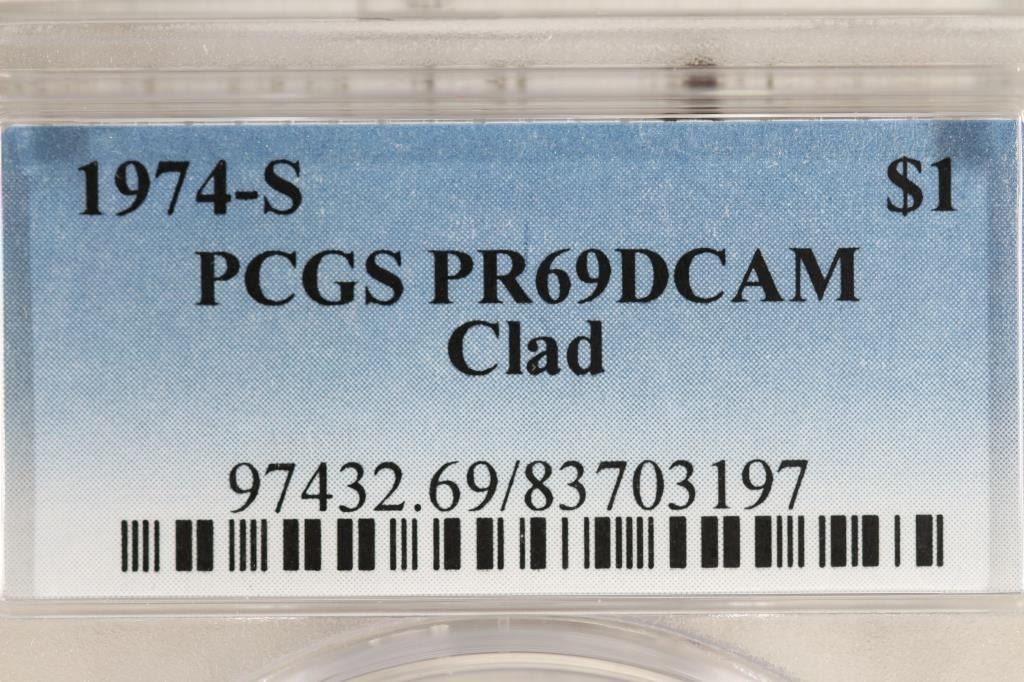 1974-S $1
PCGS PR69DCAM
Clad
97432.69/83703197